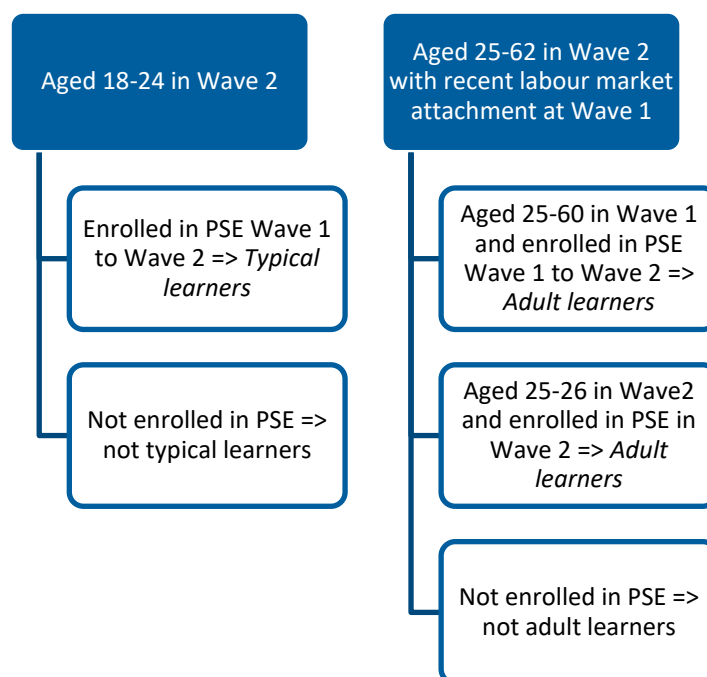 Aged 18-24 in Wave 2
Enrolled in PSE Wave 1
to Wave 2 => Typical
learners
Not enrolled in PSE =>
not typical learners
Aged 25-62 in Wave 2
with recent labour market
attachment at Wave 1
Aged 25-60 in Wave 1
and enrolled in PSE
Wave 1 to Wave 2 =>
Adult learners
Aged 25-26 in Wave2
and enrolled in PSE in
Wave 2 => Adult
learners
Not enrolled in PSE =>
not adult learners